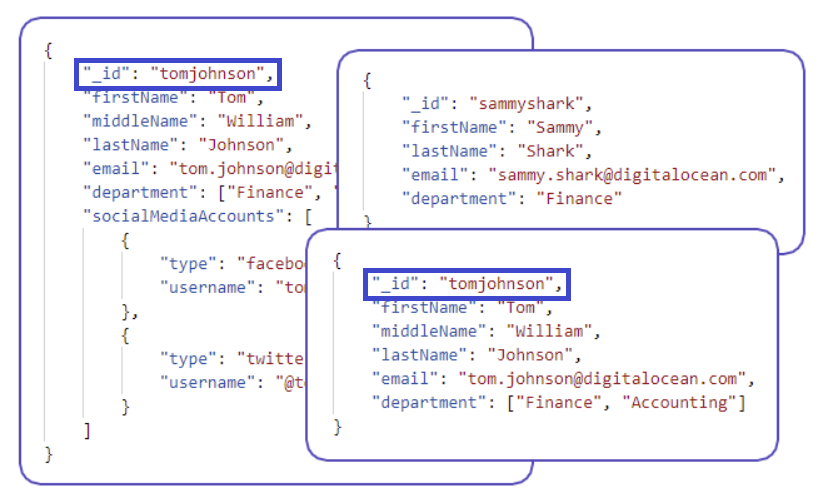 {
"_id": "tomjohnson",
"firstName": "Tom",
"middleName": "William",
"lastName": "Johnson",
"email": "tom.johnson@digit
"department": ["Finance", "
"socialMediaAccounts": [
{
"type": "facebo
"username": "to
},
{
"type": "twitte
"username": "@t
}
]
}
{
"_id": "sammyshark",
"firstName": "Sammy",
"lastName": "Shark",
"email": "sammy.shark@digitalocean.com",
"department": "Finance"
}
{
"_id": "tomjohnson",
"firstName": "Tom",
"middleName": "William",
"lastName": "Johnson",
"email": "tom.johnson@digitalocean.com",
"department": ["Finance", "Accounting"]
}